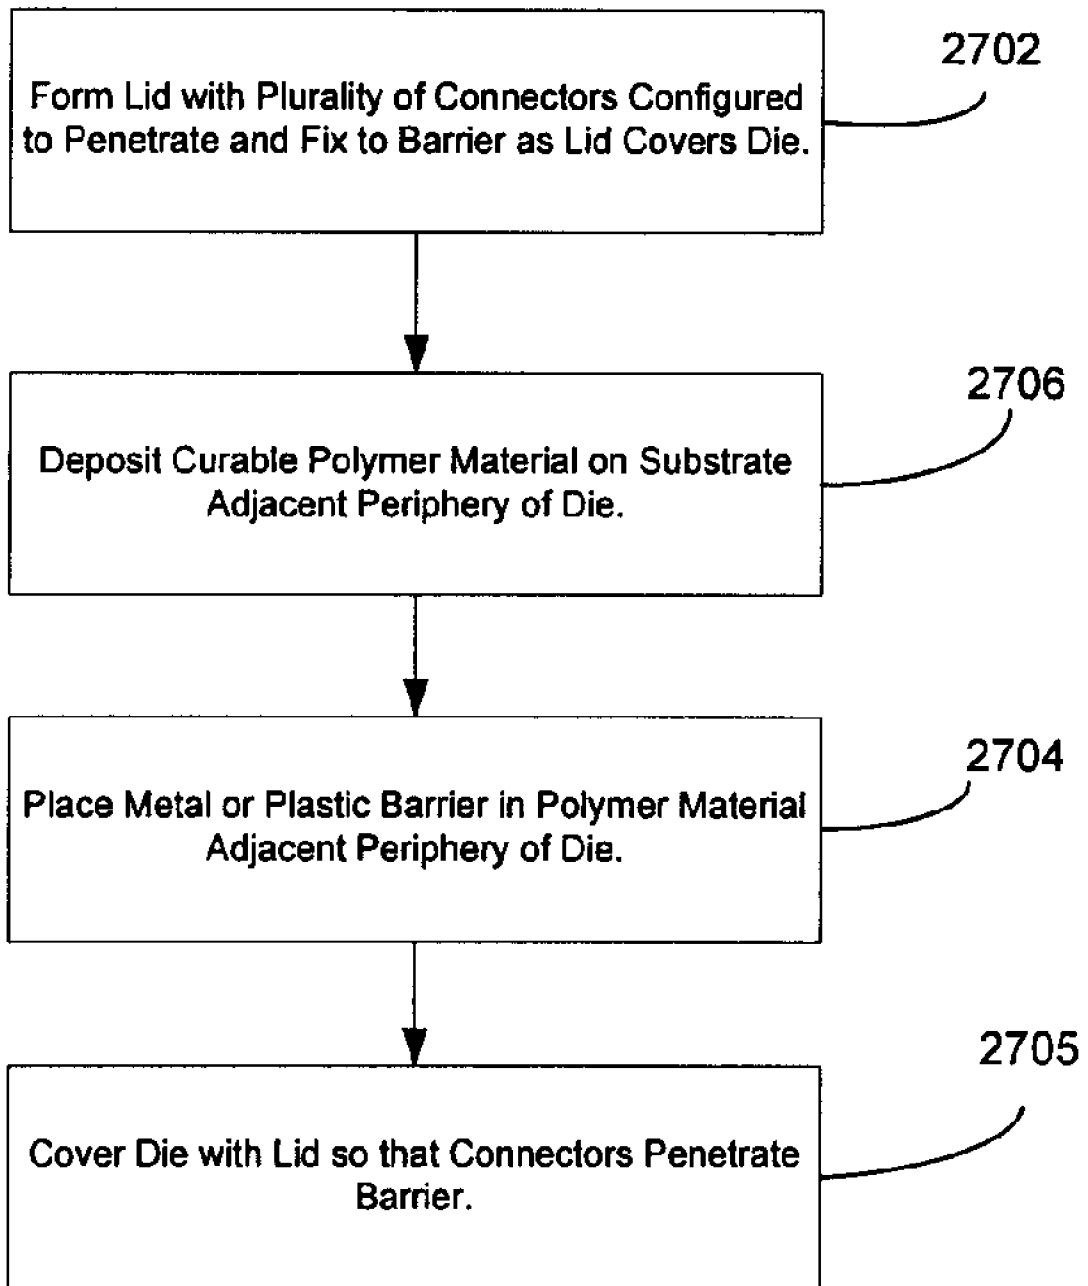 2702
Form Lid with Plurality of Connectors Configured
to Penetrate and Fix to Barrier as Lid Covers Die.
2706
Deposit Curable Polymer Material on Substrate
Adjacent Periphery of Die.
2704
Place Metal or Plastic Barrier in Polymer Material
Adjacent Periphery of Die.
2705
Cover Die with Lid so that Connectors Penetrate
Barrier.